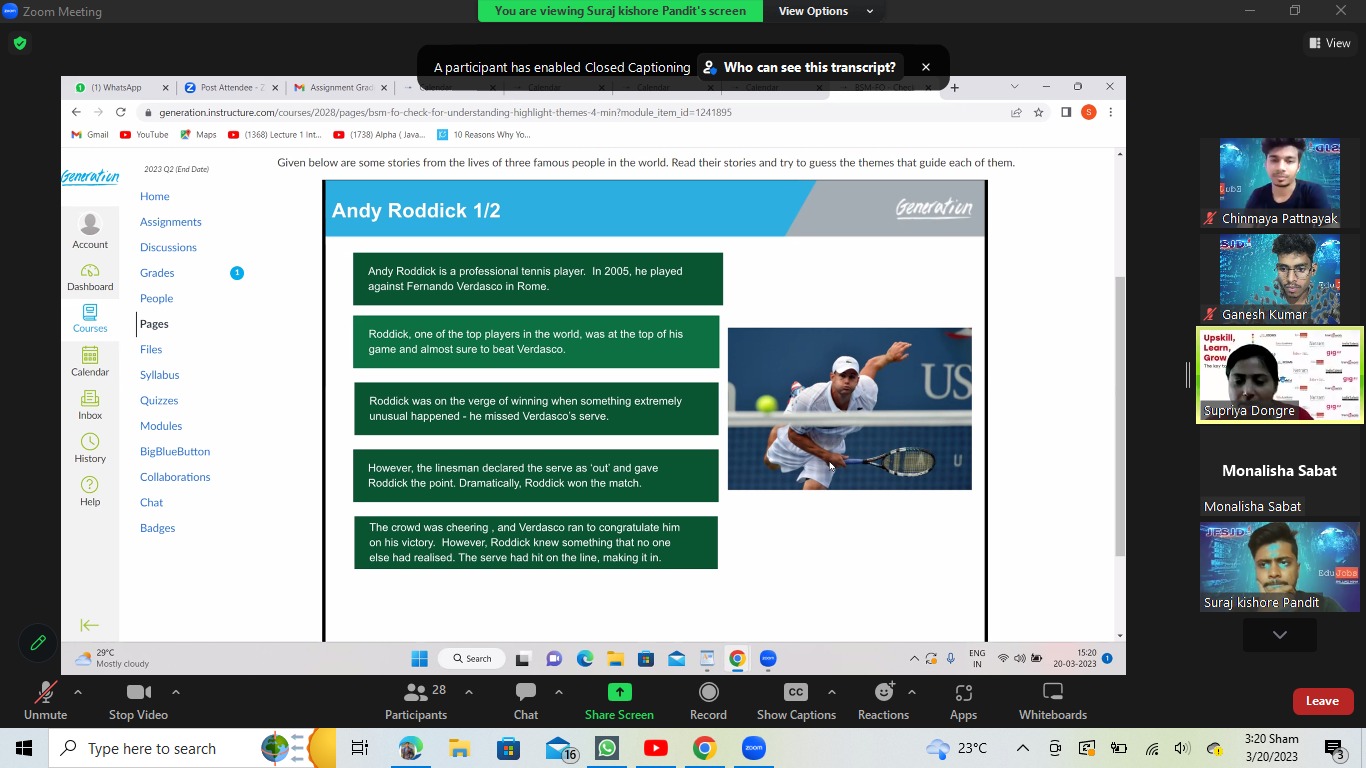 Zoom Meeting
You are viewing Suraj kishore Pandit's screen
View Options
View
A participant has enabled Closed Captioning
Who can see this transcript?
(1) WhatsApp
Post Attendee - Z
Assignment Grad
generation.instructure.com/courses/2028/pages/bsm-fo-check-for-understanding-highlight-themes-4-min?module_item_id=1241895
S
Gmail
YouTube
Maps
(1368) Lecture 1 Int...
(1738) Alpha ( Java...
10 Reasons Why Yo...
Generation
Account
Dashboard
Courses
Calendar
Inbox
History
Help
2023 Q2 (End Date)
Home
Assignments
Discussions
Grades
1
People
Pages
Files
Syllabus
Quizzes
Modules
BigBlueButton
Collaborations
Chat
Badges
Given below are some stories from the lives of three famous people in the world. Read their stories and try to guess the themes that guide each of them.
Andy Roddick 1/2
Generation
Andy Roddick is a professional tennis player. In 2005, he played
against Fernando Verdasco in Rome.
Roddick, one of the top players in the world, was at the top of his
game and almost sure to beat Verdasco.
Roddick was on the verge of winning when something extremely
unusual happened - he missed Verdasco's serve.
However, the linesman declared the serve as ‘out’ and gave
Roddick the point. Dramatically, Roddick won the match.
The crowd was cheering , and Verdasco ran to congratulate him
on his victory. However, Roddick knew something that no one
else had realised. The serve had hit on the line, making it in.
US
U
Chinmaya Pattnayak
Ganesh Kumar
Upskill,
Learn,
Grow
Supriya Dongre
Monalisha Sabat
Monalisha Sabat
EduJobs
Suraj kishore Pandit
29°C
Mostly cloudy
Search
ENG
IN
15:20
20-03-2023
1
Unmute
Stop Video
28
Participants
Chat
Share Screen
Record
CC
Show Captions
Reactions
Apps
Whiteboards
Leave
Type here to search
16
zoom
23°C
3:20 Sham
3/20/2023
3